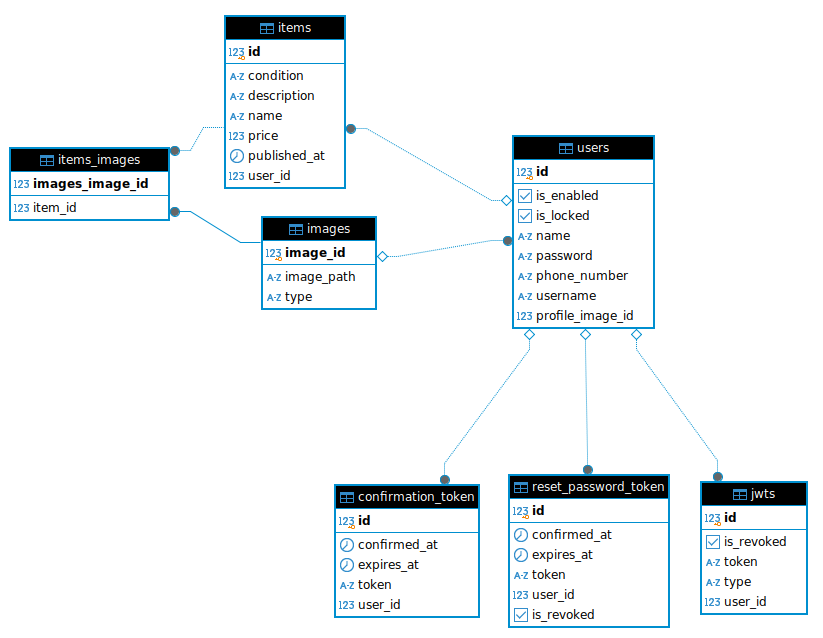 items
123 id
A-Z condition
A-Z description
A-Z name
123 price
published_at
123 user_id
items_images
123 images_image_id
123 item_id
images
123 image_id
A-Z image_path
A-Z type
users
123 id
is_enabled
is_locked
A-Z name
A-Z password
A-Z phone_number
A-Z username
123 profile_image_id
confirmation_token
123 id
confirmed_at
expires_at
A-Z token
123 user_id
reset_password_token
123 id
confirmed_at
expires_at
A-Z token
123 user_id
is_revoked
jwts
123 id
is_revoked
A-Z token
A-Z type
123 user_id